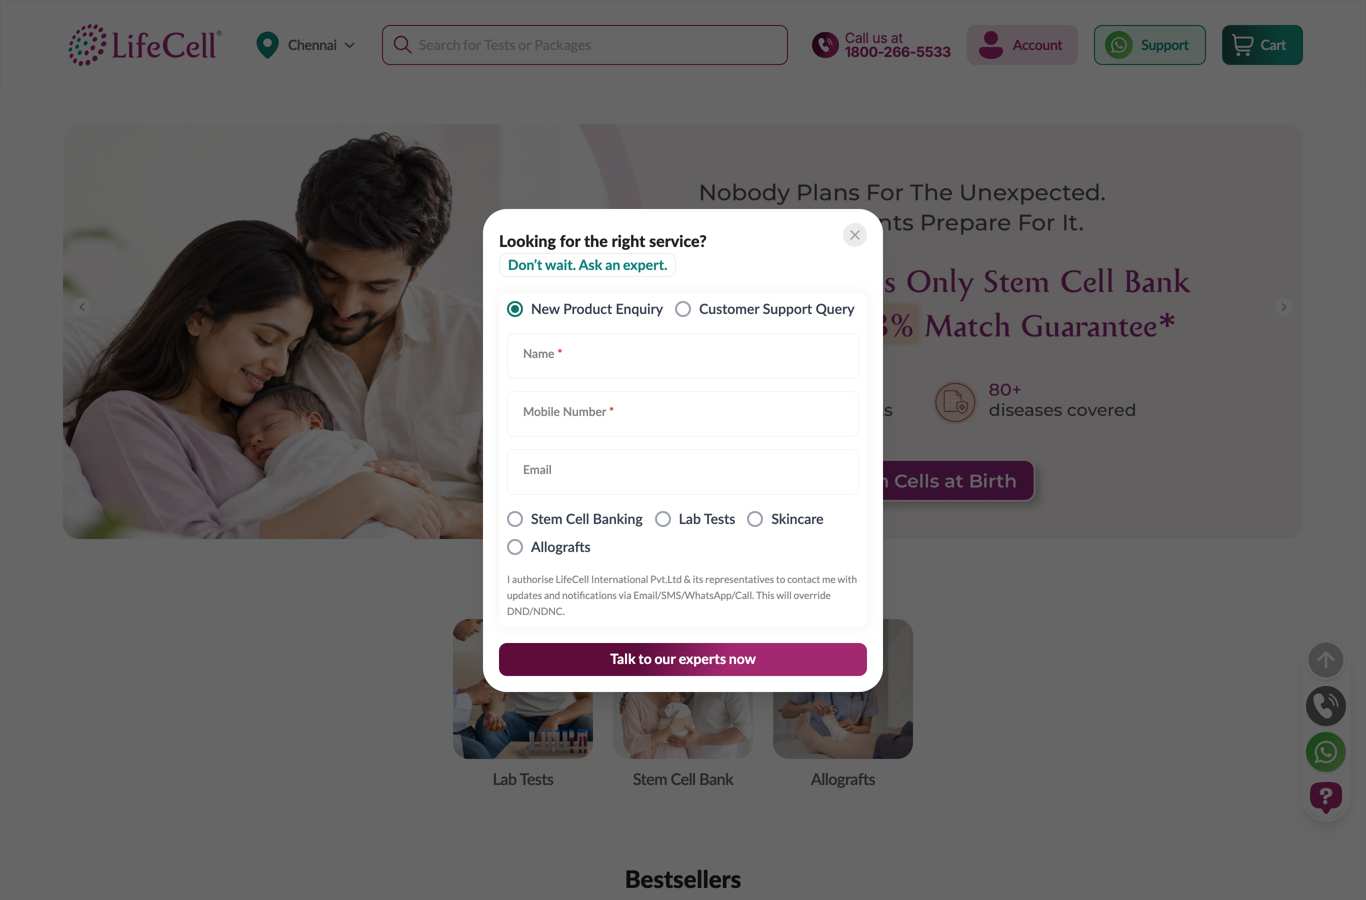 LifeCell
Chennai
Search for Tests or Packages
Call us at
1800-266-5533
Account
Support
Cart
Nobody Plans For The Unexpected.
Prepare For It.
Only Stem Cell Bank
% Match Guarantee*
80+
diseases covered
Cells at Birth
Looking for the right service?
Don't wait. Ask an expert.
New Product Enquiry
Customer Support Query
Name *
Mobile Number *
Email
Stem Cell Banking
Lab Tests
Skincare
Allografts
I authorise LifeCell International Pvt.Ltd & its representatives to contact me with
updates and notifications via Email/SMS/WhatsApp/Call. This will override
DND/NDNC.
Talk to our experts now
Lab Tests
Stem Cell Bank
Allografts
Bestsellers